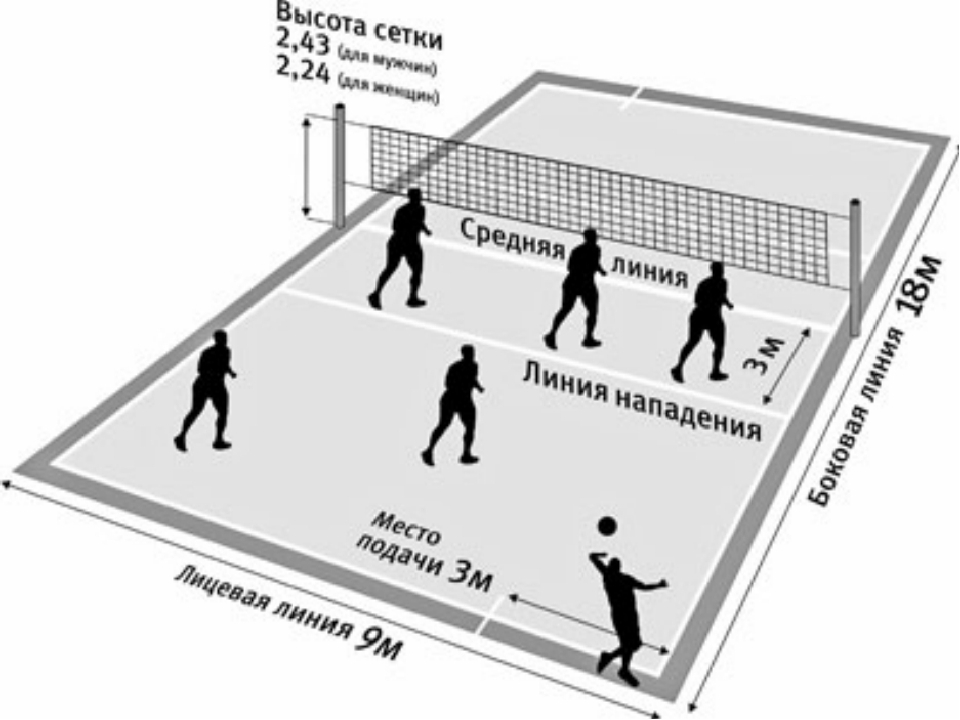 Высота сетки
2,43 (для мужчин)
2,24 (для женщин)
Средняя линия
3 м
Линия нападения
Боковая линия 18м
Место
подачи 3м
Лицевая линия 9м